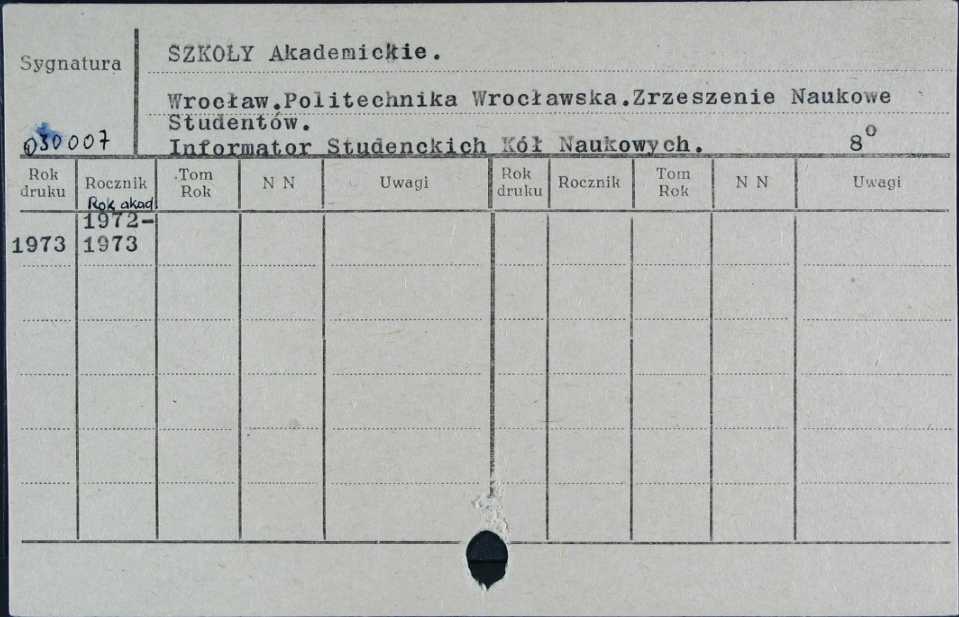 SZKOŁY Akademickie.
Sygnatura
Wrocław.Politechnika Wrocławska.Zrzeszenie Naukowe
Studentów.
030007
Informator Studenckich Kół Naukowych. 8°
Rok druku Rocznik Tom Rok N N Uwagi Rok druku Rocznik Tom Rok N N Uwagi
Rok akad
1972-
1973 1973